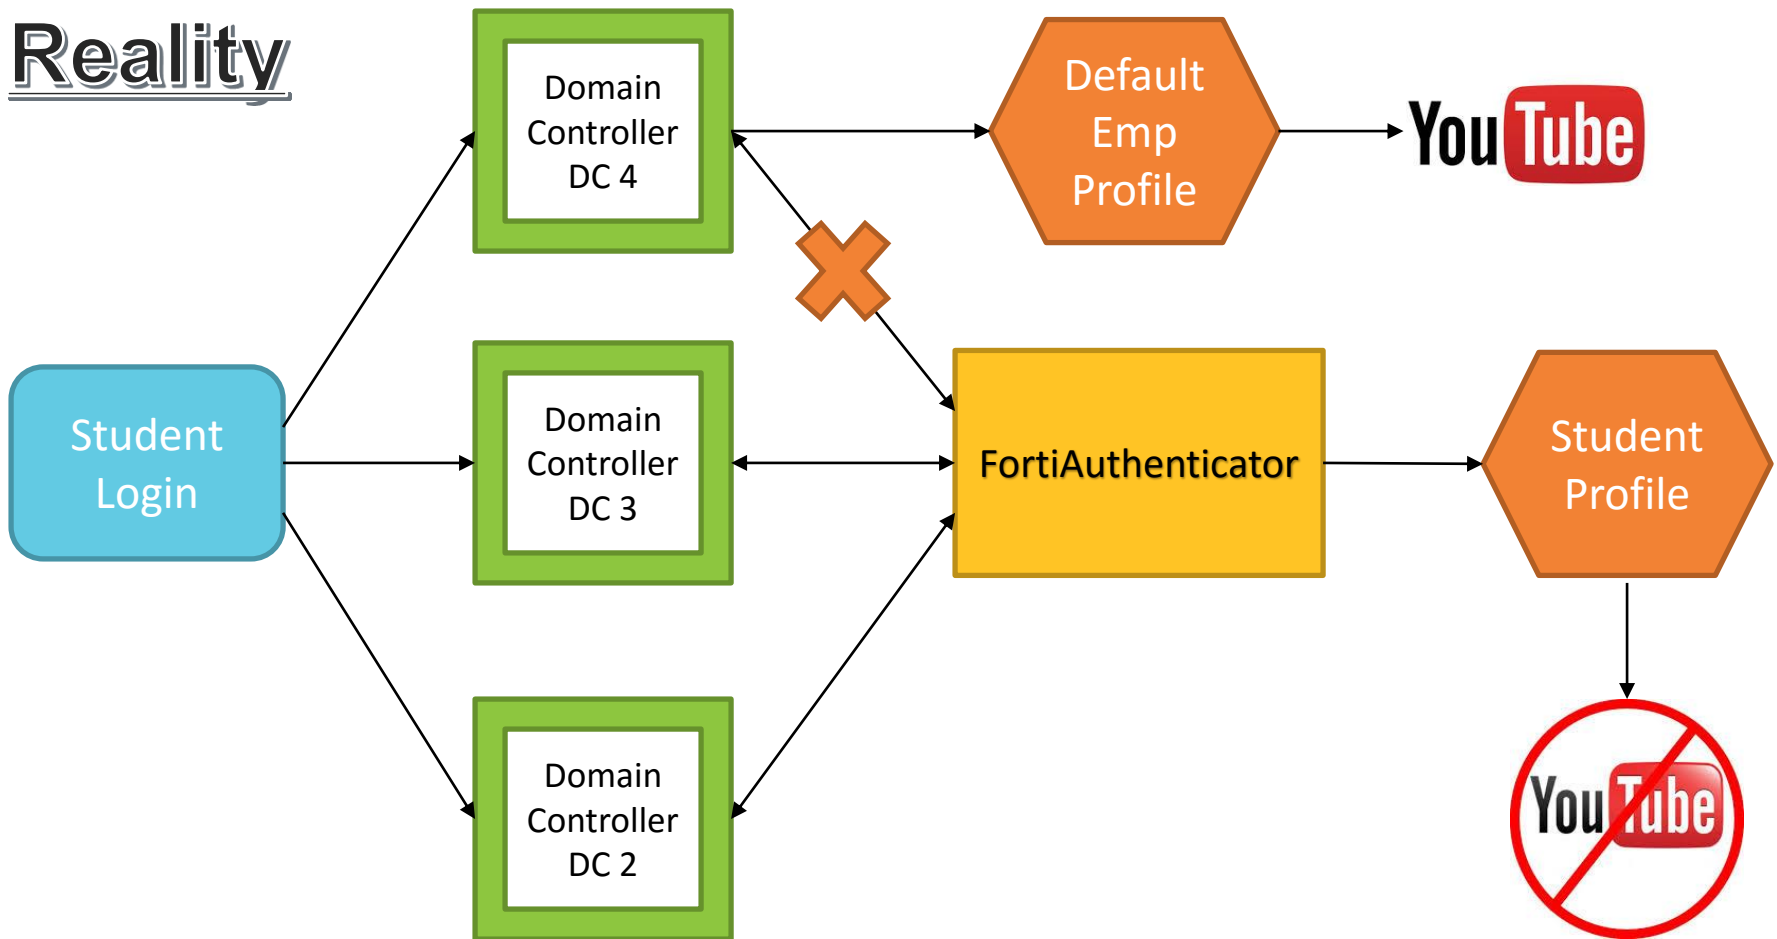 Reality
Domain
Controller
DC 4
Default
Emp
Profile
YouTube
Student
Login
Domain
Controller
DC 3
FortiAuthenticator
Student
Profile
Domain
Controller
DC 2
YouTube